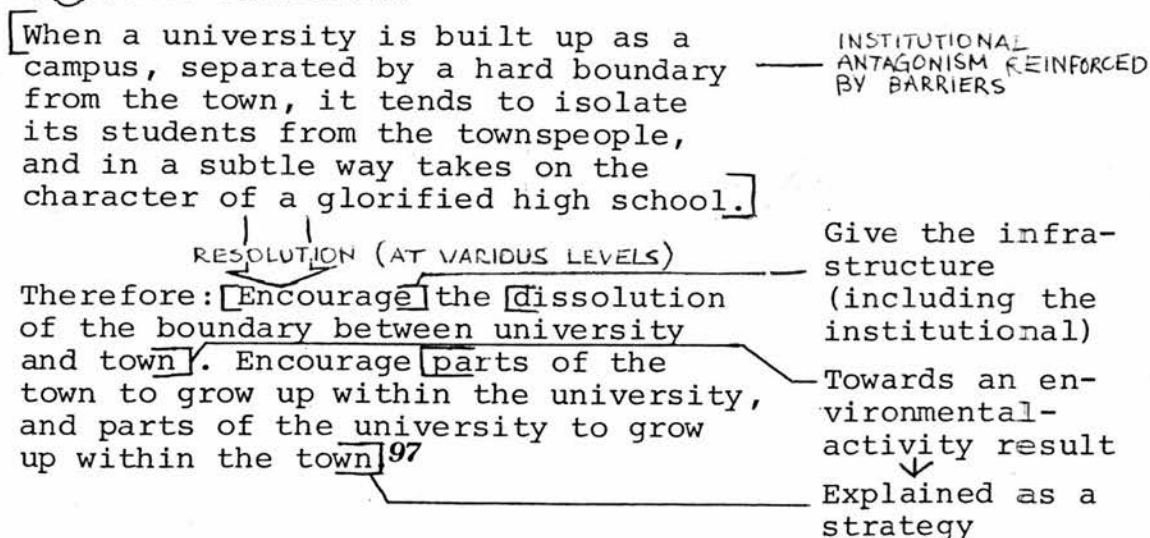 When a university is built up as a
campus, separated by a hard boundary
from the town, it tends to isolate
its students from the townspeople,
and in a subtle way takes on the
character of a glorified high school.
INSTITUTIONAL
ANTAGONISM REINFORCED
BY BARRIERS
RESOLUTION (AT VARIOUS LEVELS)
Therefore: Encourage the dissolution
of the boundary between university
and town. Encourage parts of the
town to grow up within the university,
and parts of the university to grow
up within the town 97
Give the infra-
structure
(including the
institutional)
Towards an en-
vironmental-
activity result
Explained as a
strategy